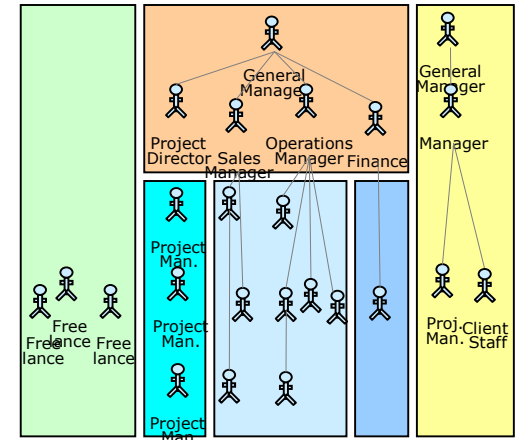 General
Manager
General
Manager
Project
Director
Sales
Manager
Operations
Manager
Finance
Manager
Project
Man.
Project
Man.
Project
Man.
Free
lance
Free
lance
Free
lance
Proj.
Man.
Client
Staff